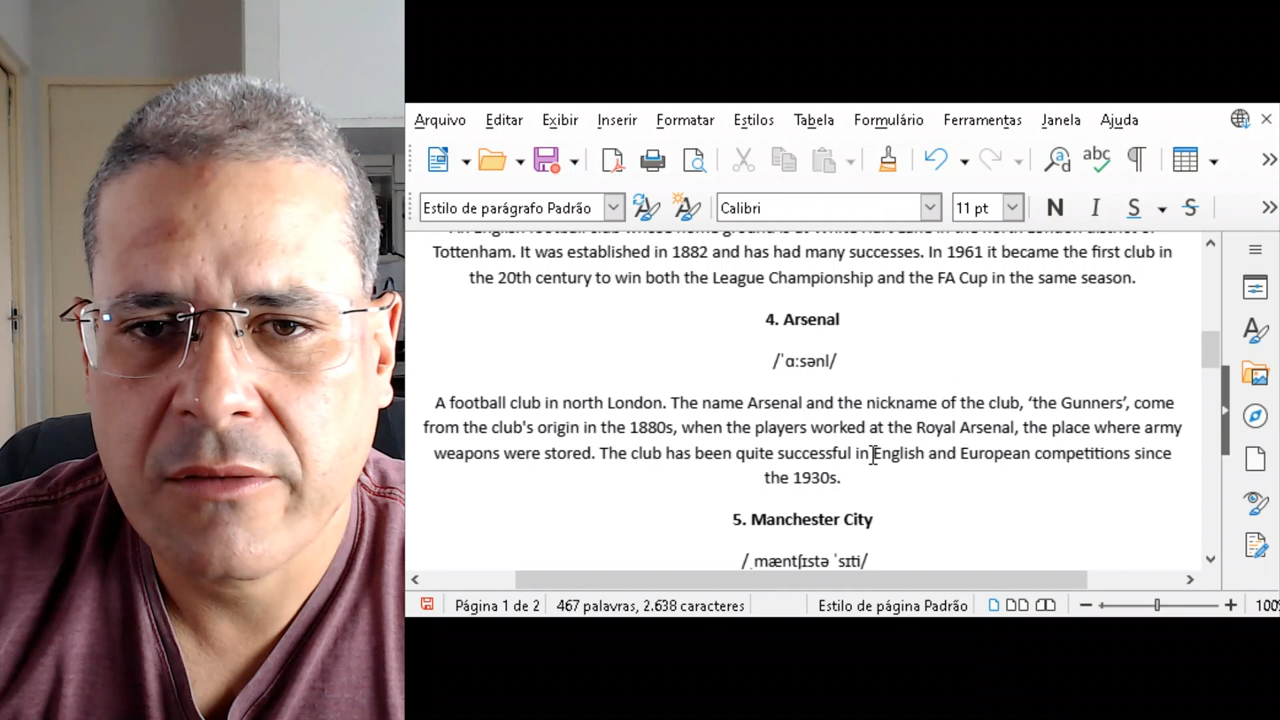 Arquivo Editar Exibir Inserir Formatar Estilos Tabela Formulário Ferramentas Janela Ajuda
Estilo de parágrafo Padrão Calibri 11 pt N I S S
Tottenham. It was established in 1882 and has had many successes. In 1961 it became the first club in
the 20th century to win both the League Championship and the FA Cup in the same season.
4. Arsenal
/ˈɑːsənl/
A football club in north London. The name Arsenal and the nickname of the club, ‘the Gunners’, come
from the club's origin in the 1880s, when the players worked at the Royal Arsenal, the place where army
weapons were stored. The club has been quite successful in English and European competitions since
the 1930s.
5. Manchester City
/ˌmæntʃɪstə ˈsɪti/
Página 1 de 2 467 palavras, 2.638 caracteres Estilo de página Padrão